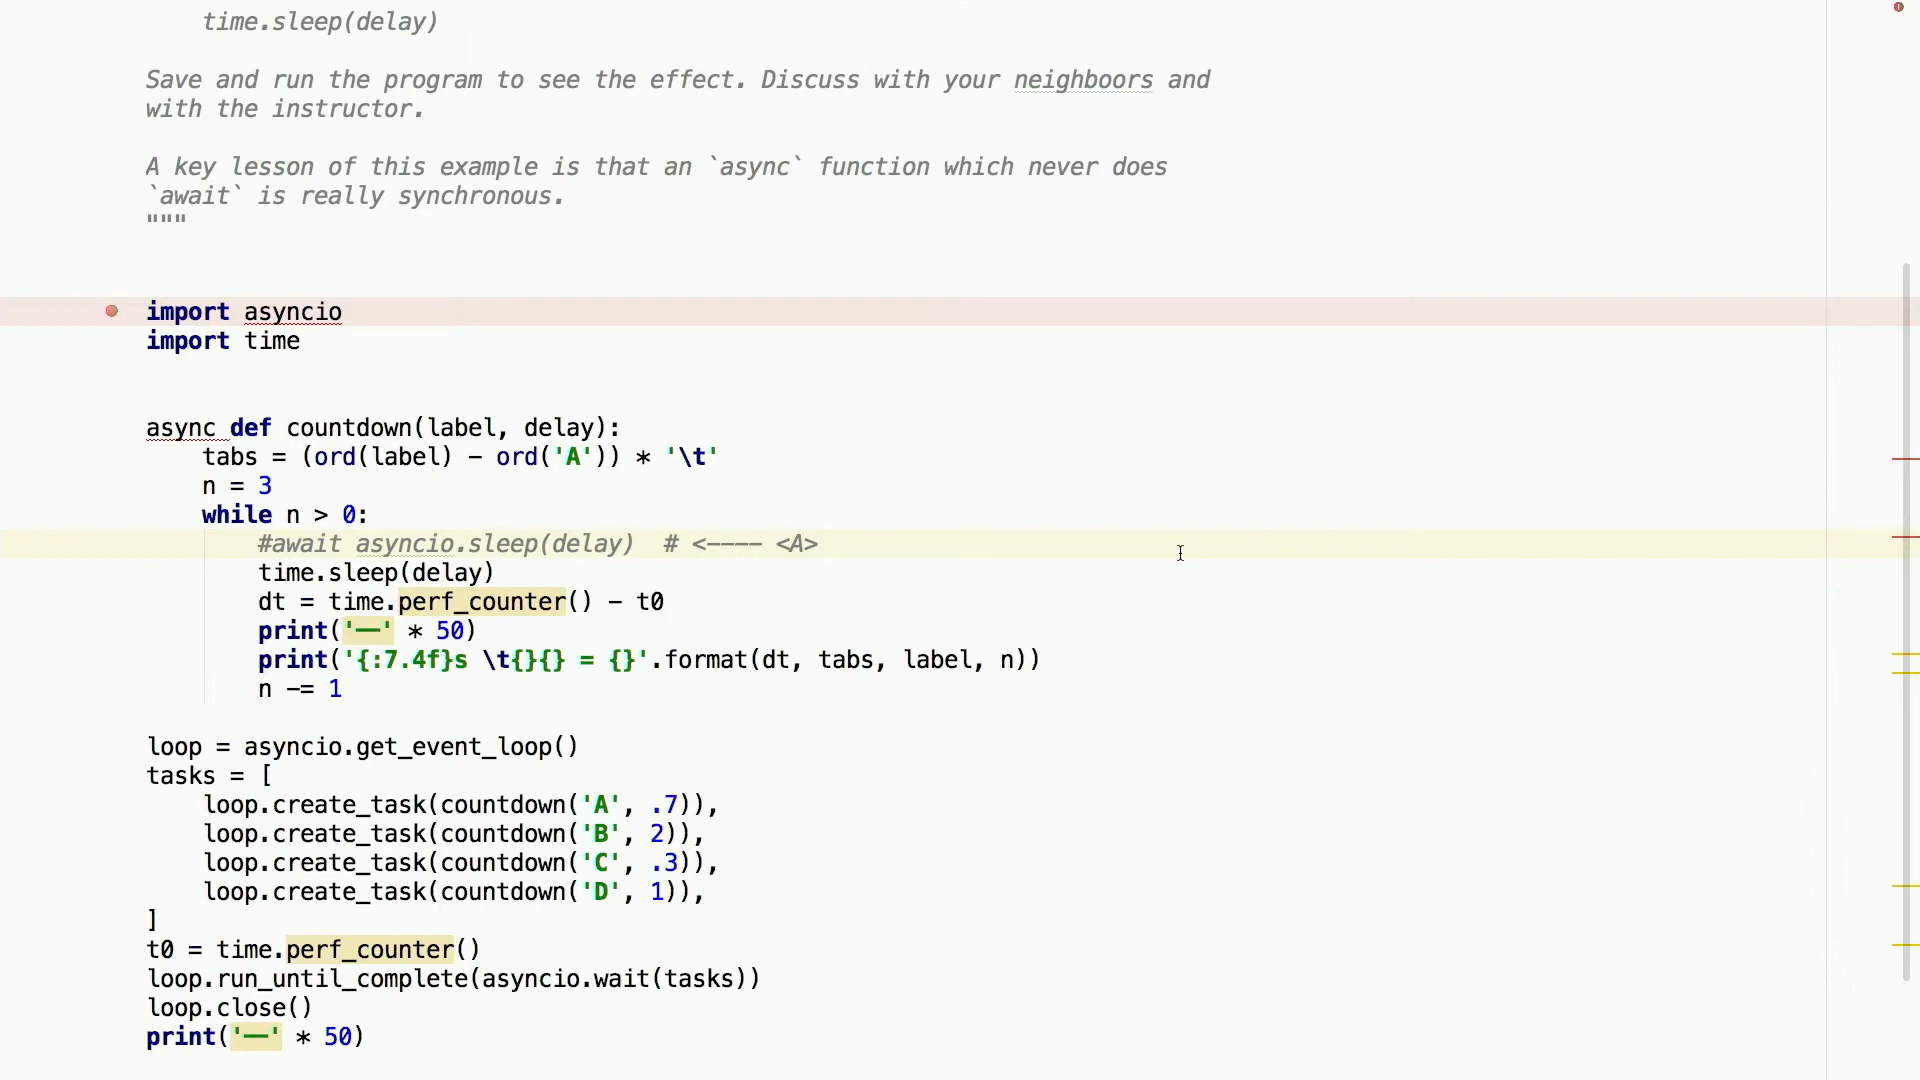 time.sleep(delay)
Save and run the program to see the effect. Discuss with your neighboors and
with the instructor.
A key lesson of this example is that an `async` function which never does
`await` is really synchronous.
"""
import asyncio
import time
async def countdown(label, delay):
tabs = (ord(label) - ord('A')) * '\t'
n = 3
while n > 0:
#await asyncio.sleep(delay)  # <---- <A>
time.sleep(delay)
dt = time.perf_counter() - t0
print('━' * 50)
print('{:7.4f}s \t{}{} = {}'.format(dt, tabs, label, n))
n -= 1
loop = asyncio.get_event_loop()
tasks = [
loop.create_task(countdown('A', .7)),
loop.create_task(countdown('B', 2)),
loop.create_task(countdown('C', .3)),
loop.create_task(countdown('D', 1)),
]
t0 = time.perf_counter()
loop.run_until_complete(asyncio.wait(tasks))
loop.close()
print('━' * 50)